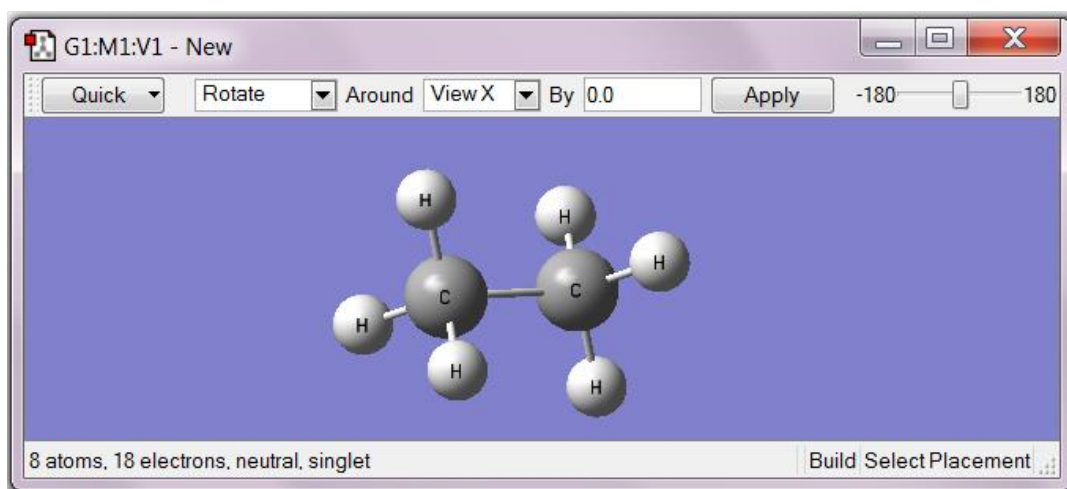 G1:M1:V1 - New
Quick Rotate Around View X By 0.0 Apply -180 180
H H
H
C C
H
H H
8 atoms, 18 electrons, neutral, singlet Build Select Placement